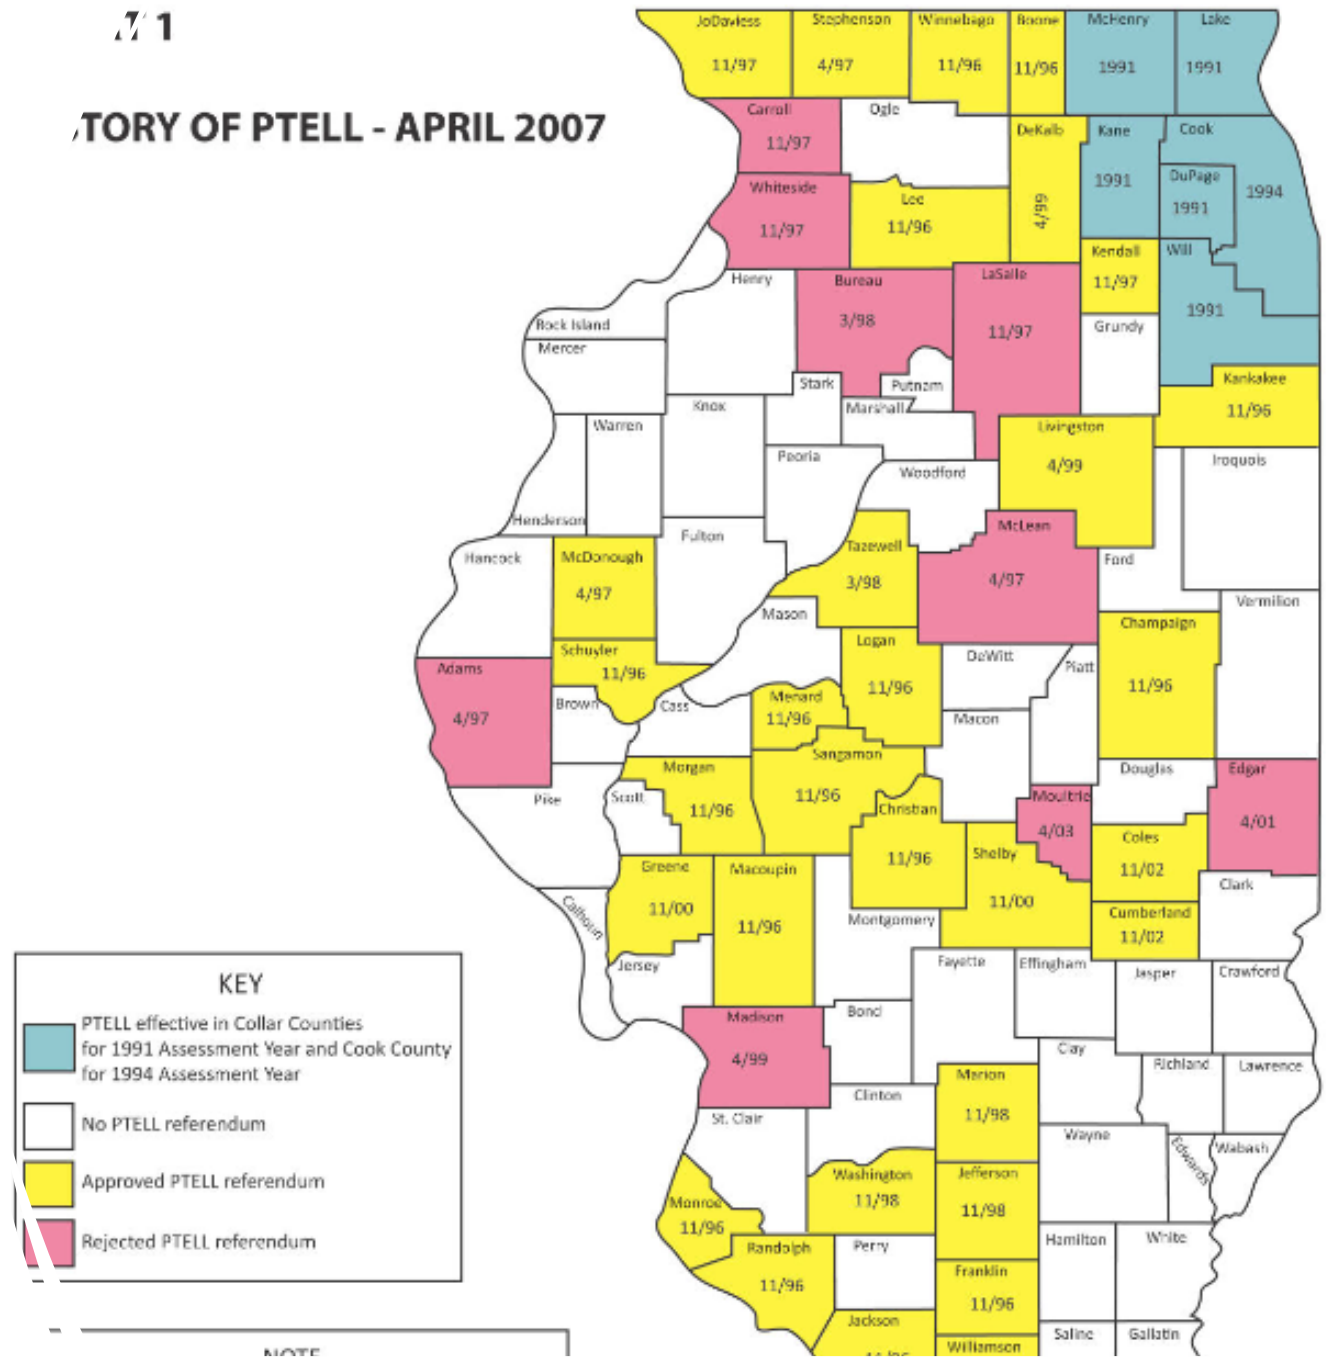 1
TORY OF PTELL - APRIL 2007
JoDaviess
11/97
Stephenson
4/97
Winnebago
11/96
Boone
11/96
McHenry
1991
Lake
1991
Carroll
11/97
Ogle
DeKalb
4/99
Kane
1991
Cook
1994
DuPage
1991
Whiteside
11/97
Lee
11/96
Kendall
11/97
Will
1991
Henry
Bureau
3/98
LaSalle
11/97
Grundy
Rock Island
Mercer
Stark
Putnam
Kankakee
11/96
Knox
Marshall
Warren
Livingston
4/99
Peoria
Woodford
Iroquois
Henderson
McLean
4/97
Hancock
McDonough
4/97
Fulton
Tazewell
3/98
Ford
Mason
Vermilion
Champaign
11/96
Logan
11/96
DeWitt
Piatt
Schuyler
11/96
Adams
4/97
Brown
Cass
Menard
11/96
Macon
Sangamon
11/96
Morgan
11/96
Douglas
Edgar
4/01
Pike
Scott
Christian
11/96
Moultrie
4/03
Coles
11/02
Shelby
11/00
Greene
11/00
Macoupin
11/96
Clark
Calhoun
Montgomery
Cumberland
11/02
Jersey
Fayette
Effingham
Jasper
Crawford
Madison
4/99
Bond
Clay
Richland
Lawrence
Marion
11/98
Clinton
St. Clair
Wayne
Edwards
Wabash
Washington
11/98
Jefferson
11/98
Monroe
11/96
Randolph
11/96
Perry
Hamilton
White
Franklin
11/96
Jackson
Williamson
Saline
Gallatin
KEY
PTELL effective in Collar Counties
for 1991 Assessment Year and Cook County
for 1994 Assessment Year
No PTELL referendum
Approved PTELL referendum
Rejected PTELL referendum